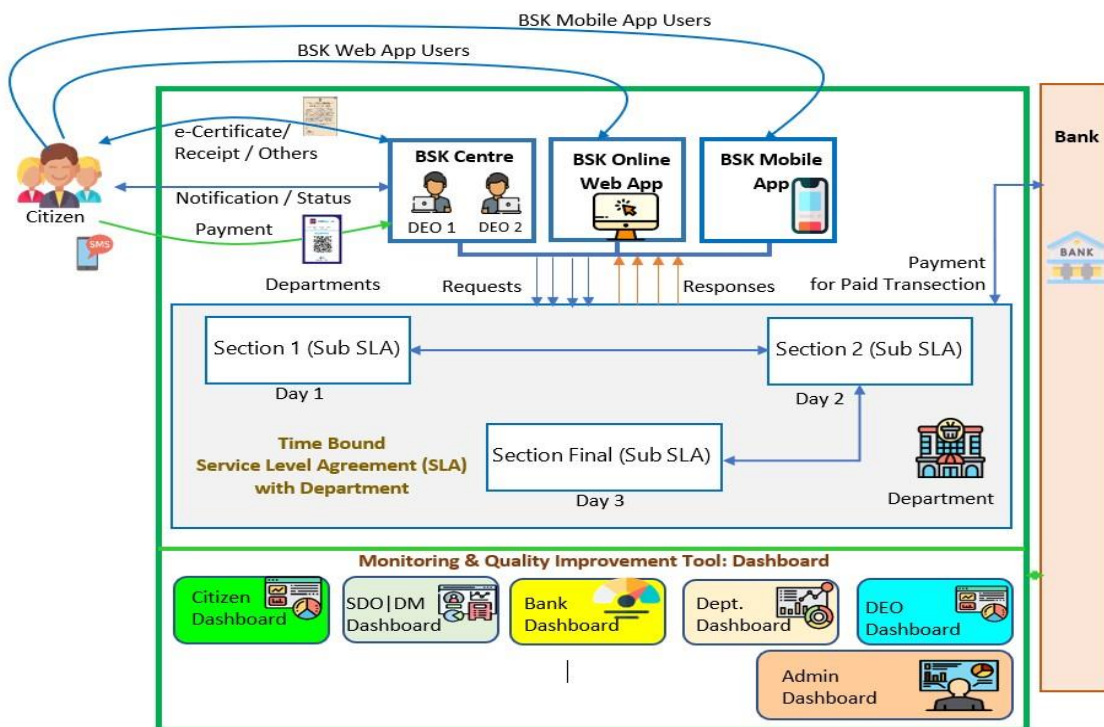 BSK Mobile App Users
BSK Web App Users
e-Certificate/
Receipt / Others
Notification / Status
Citizen
Payment
SMS
BSK Centre
DEO 1
DEO 2
BSK Online
Web App
BSK Mobile
App
Bank
BANK
Departments
Requests
Responses
Payment
for Paid Transection
Section 1 (Sub SLA)
Day 1
Section 2 (Sub SLA)
Day 2
Time Bound
Service Level Agreement (SLA)
with Department
Section Final (Sub SLA)
Day 3
Department
Monitoring & Quality Improvement Tool: Dashboard
Citizen
Dashboard
SDO|DM
Dashboard
Bank
Dashboard
Dept.
Dashboard
DEO
Dashboard
Admin
Dashboard